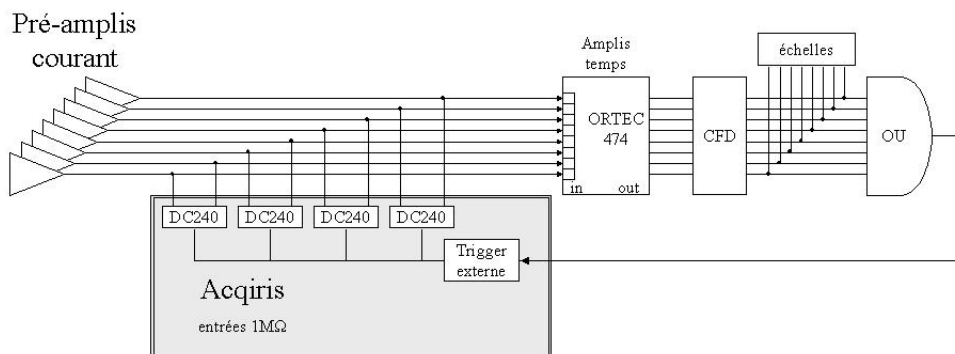 Pré-amplis
courant
Amplis
temps
échelles
ORTEC
474
in
out
CFD
OU
DC240
DC240
DC240
DC240
Trigger
externe
Acqiris
entrées 1MΩ